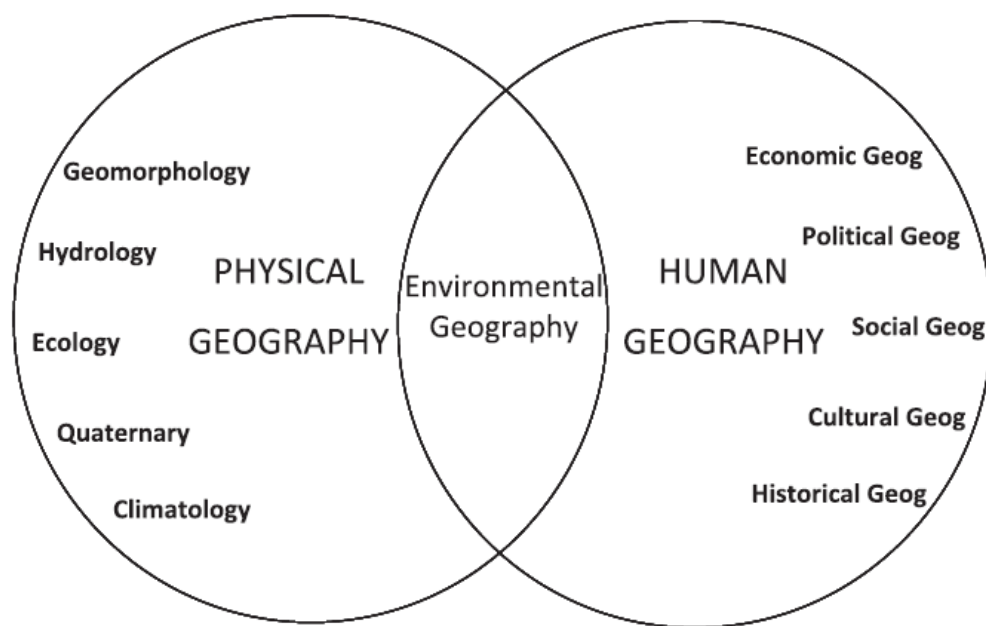 Geomorphology
Hydrology
Ecology
Quaternary
Climatology
PHYSICAL
GEOGRAPHY
Environmental
Geography
HUMAN
GEOGRAPHY
Economic Geog
Political Geog
Social Geog
Cultural Geog
Historical Geog